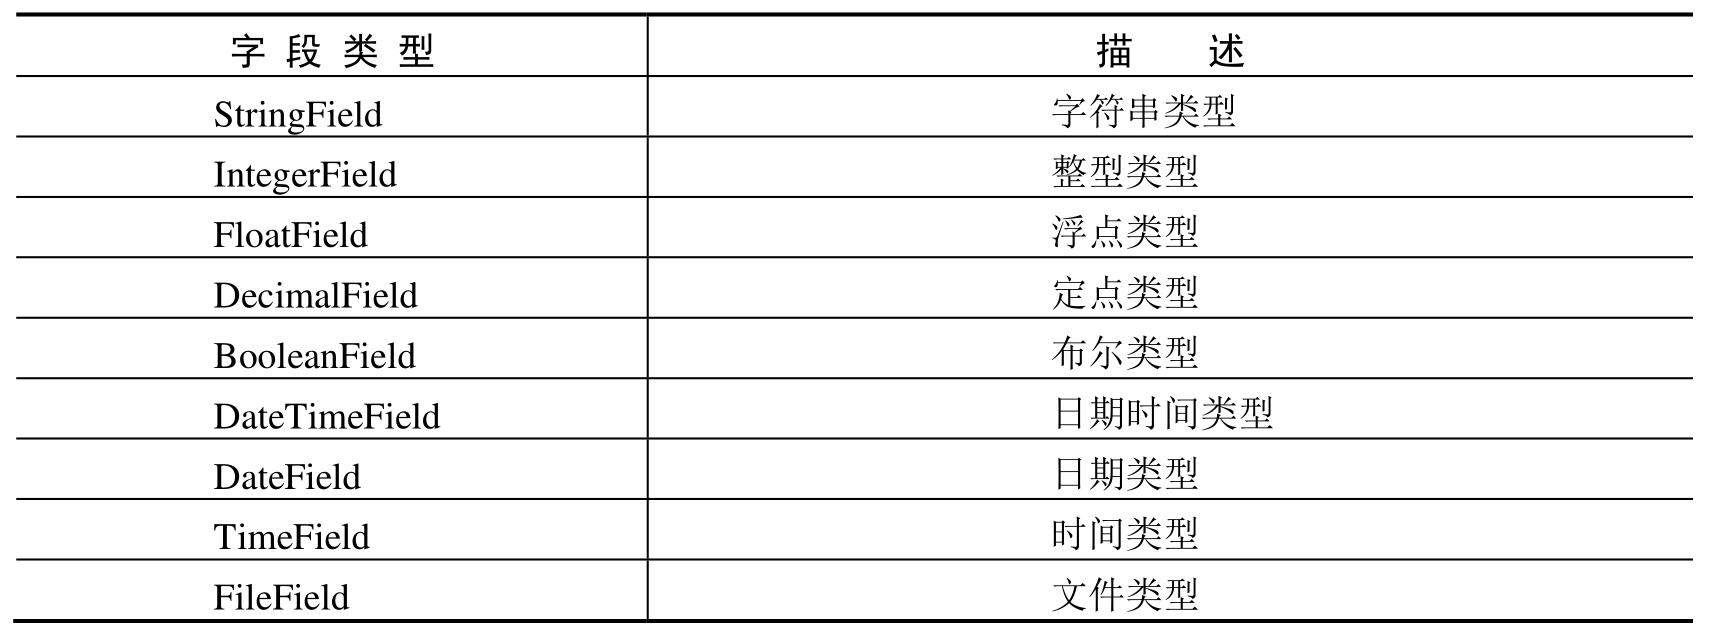 字段类型 描述
StringField 字符串类型
IntegerField 整型类型
FloatField 浮点类型
DecimalField 定点类型
BooleanField 布尔类型
DateTimeField 日期时间类型
DateField 日期类型
TimeField 时间类型
FileField 文件类型